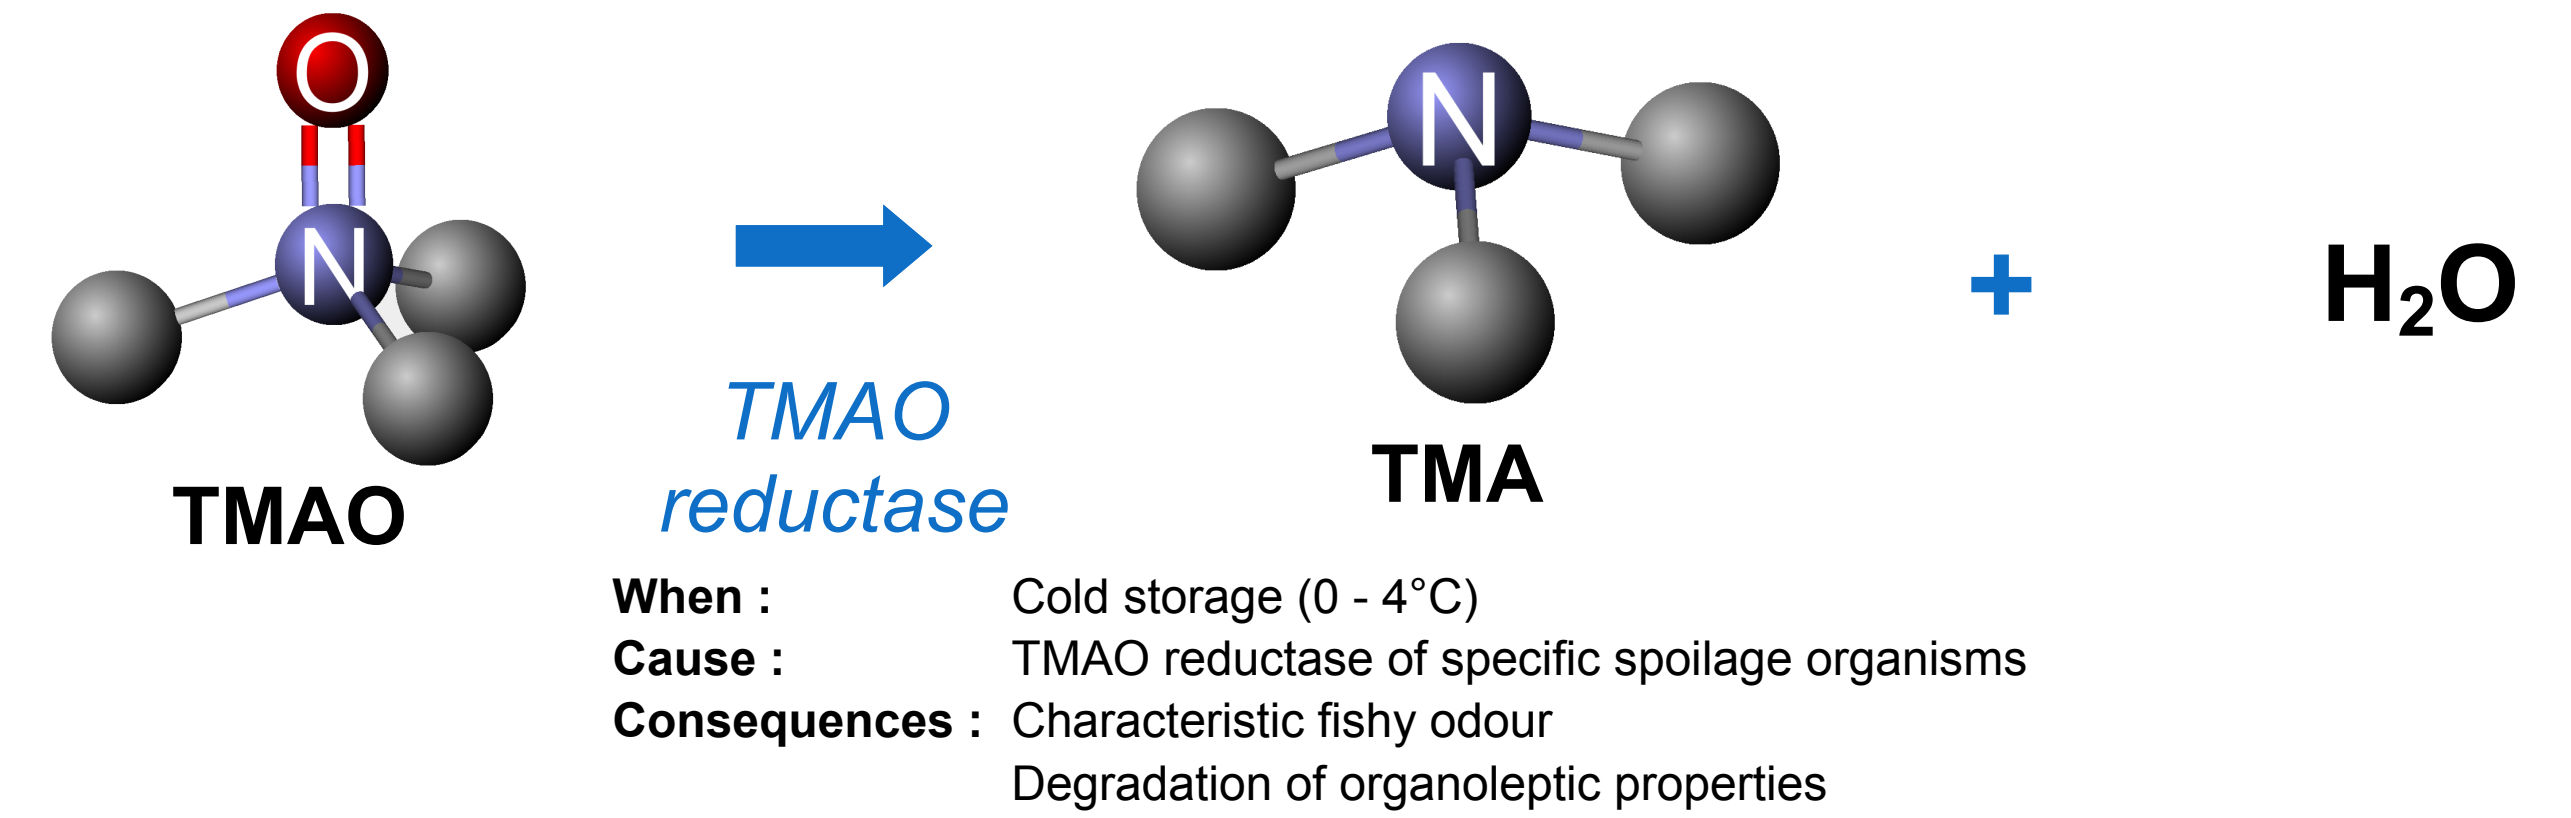 O
N
TMAO
TMAO
reductase
N
TMA
+
H₂O
When : Cold storage (0 - 4°C)
Cause : TMAO reductase of specific spoilage organisms
Consequences : Characteristic fishy odour
Degradation of organoleptic properties